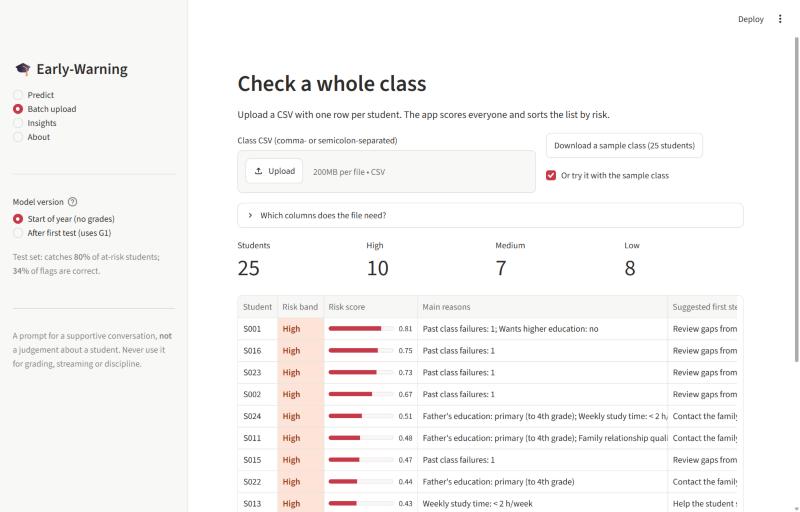 Deploy
Early-Warning
Predict
Batch upload
Insights
About
Model version
Start of year (no grades)
After first test (uses G1)
Test set: catches 80% of at-risk students;
34% of flags are correct.
A prompt for a supportive conversation, not
a judgement about a student. Never use it
for grading, streaming or discipline.
Check a whole class
Upload a CSV with one row per student. The app scores everyone and sorts the list by risk.
Class CSV (comma- or semicolon-separated)
Upload 200MB per file • CSV
Download a sample class (25 students)
Or try it with the sample class
Which columns does the file need?
Students High Medium Low
25 10 7 8
Student Risk band Risk score Main reasons Suggested first ste
S001 High 0.81 Past class failures: 1; Wants higher education: no Review gaps from
S016 High 0.75 Past class failures: 1 Review gaps from
S023 High 0.73 Past class failures: 1 Review gaps from
S002 High 0.67 Past class failures: 1 Review gaps from
S024 High 0.51 Father's education: primary (to 4th grade); Weekly study time: < 2 h/ Contact the family
S011 High 0.48 Father's education: primary (to 4th grade); Family relationship quali Contact the family
S015 High 0.47 Past class failures: 1 Review gaps from
S022 High 0.44 Father's education: primary (to 4th grade) Contact the family
S013 High 0.43 Weekly study time: < 2 h/week Help the student s